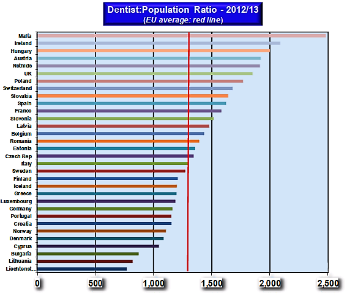 Dentist:Population Ratio - 2012/13
(EU average: red line)
Malta
Ireland
Hungary
Austria
UK
Poland
Switzerland
Slovakia
Spain
France
Slovenia
Latvia
Belgium
Romania
Estonia
Czech Rep
Italy
Sweden
Finland
Iceland
Greece
Luxembourg
Germany
Portugal
Croatia
Norway
Denmark
Cyprus
Bulgaria
Lithuania
Liechtenst...
0 500 1,000 1,500 2,000 2,500